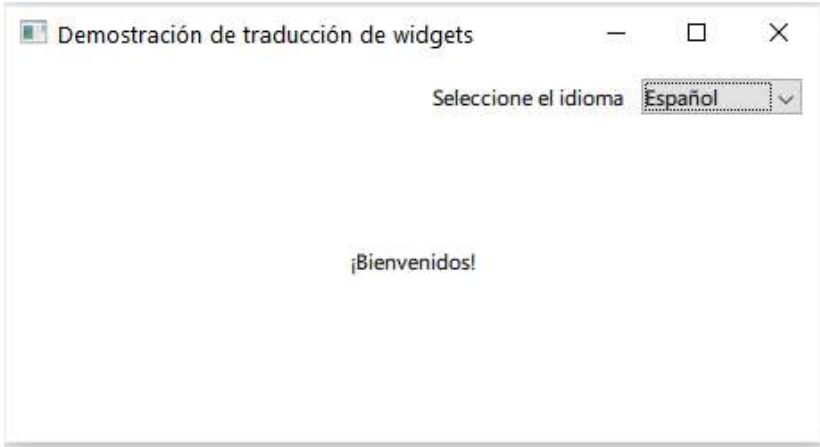 Demostración de traducción de widgets
Seleccione el idioma Español
¡Bienvenidos!